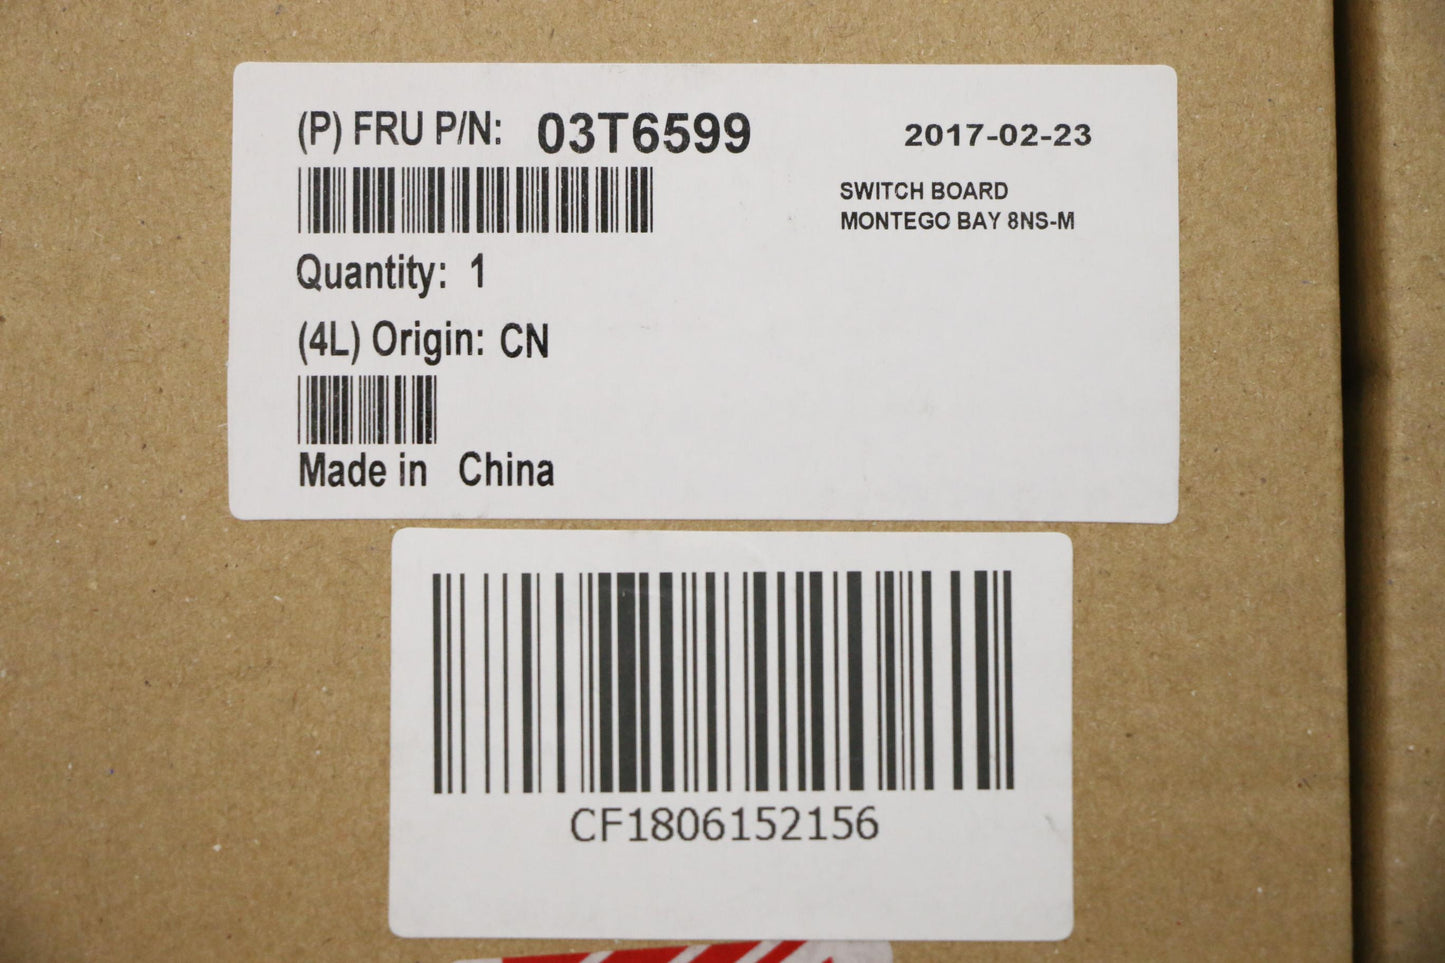 (P) FRU P/N: 03T6599 2017-02-23
SWITCH BOARD
MONTEGO BAY 8NS-M
Quantity: 1
(4L) Origin: CN
Made in China
CF1806152156